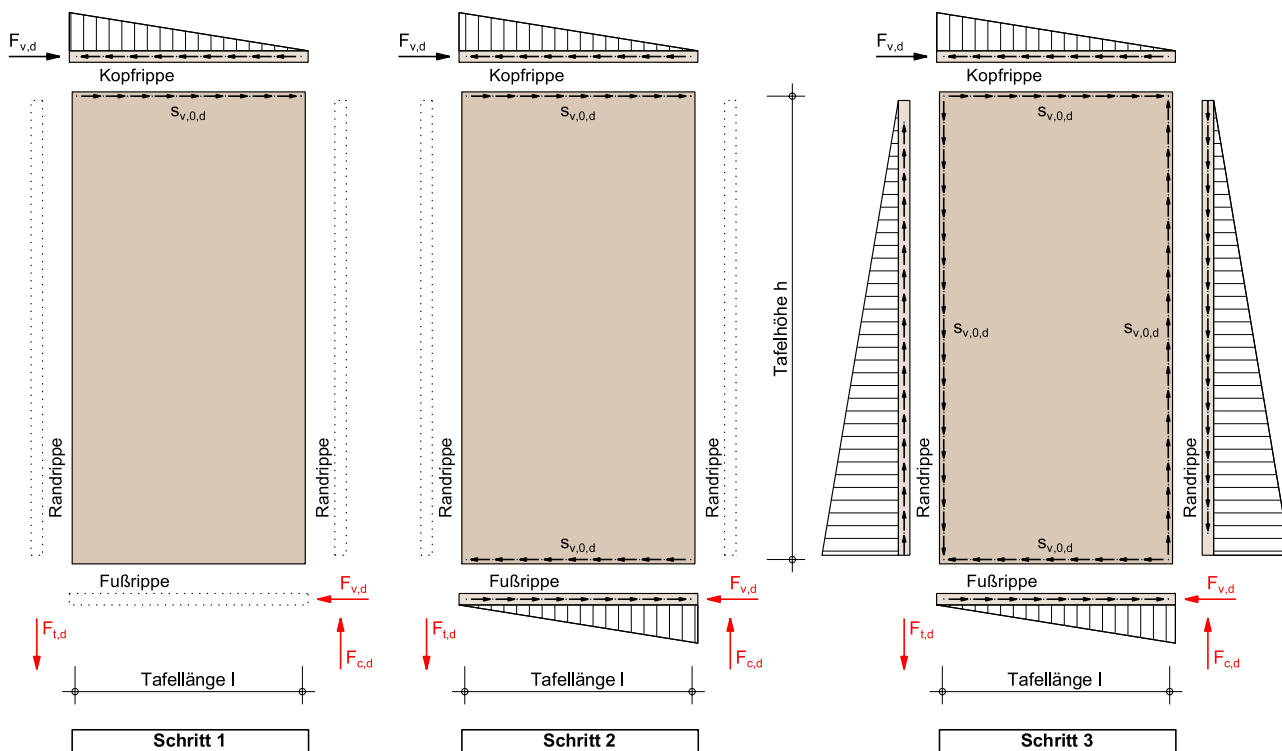 F_v,d
Kopfrippe
s_v,0,d
Randrippe
Randrippe
Fußrippe
F_v,d
F_t,d
F_c,d
Tafellänge l
Schritt 1
F_v,d
Kopfrippe
s_v,0,d
Randrippe
Randrippe
s_v,0,d
Fußrippe
F_v,d
F_t,d
F_c,d
Tafellänge l
Schritt 2
Tafelhöhe h
F_v,d
Kopfrippe
s_v,0,d
Randrippe
s_v,0,d
s_v,0,d
Randrippe
s_v,0,d
Fußrippe
F_v,d
F_t,d
F_c,d
Tafellänge l
Schritt 3